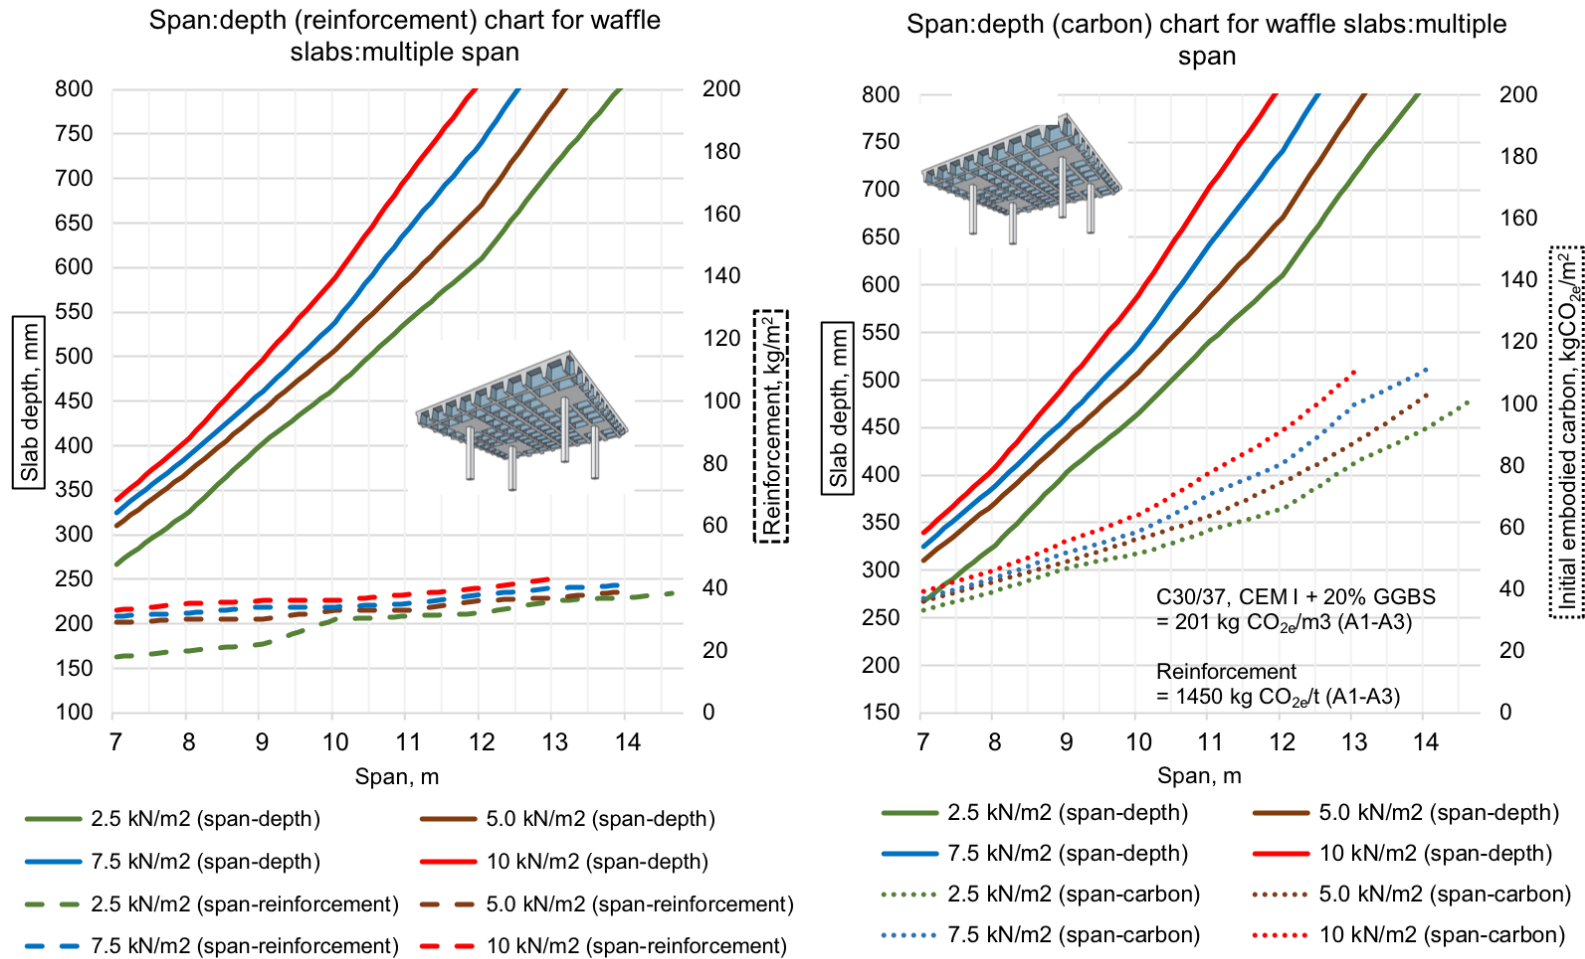 Span:depth (reinforcement) chart for waffle
slabs:multiple span
800
750
700
650
600
550
500
450
400
350
300
250
200
150
100
200
180
160
140
120
100
80
60
40
20
0
Slab depth, mm
Reinforcement, kg/m2
7 8 9 10 11 12 13 14
Span, m
2.5 kN/m2 (span-depth)
5.0 kN/m2 (span-depth)
7.5 kN/m2 (span-depth)
10 kN/m2 (span-depth)
2.5 kN/m2 (span-reinforcement)
5.0 kN/m2 (span-reinforcement)
7.5 kN/m2 (span-reinforcement)
10 kN/m2 (span-reinforcement)
Span:depth (carbon) chart for waffle slabs:multiple
span
800
750
700
650
600
550
500
450
400
350
300
250
200
150
200
180
160
140
120
100
80
60
40
20
0
Slab depth, mm
Initial embodied carbon, kgCO2e/m2
C30/37, CEM I + 20% GGBS
= 201 kg CO2e/m3 (A1-A3)
Reinforcement
= 1450 kg CO2e/t (A1-A3)
7 8 9 10 11 12 13 14
Span, m
2.5 kN/m2 (span-depth)
5.0 kN/m2 (span-depth)
7.5 kN/m2 (span-depth)
10 kN/m2 (span-depth)
2.5 kN/m2 (span-carbon)
5.0 kN/m2 (span-carbon)
7.5 kN/m2 (span-carbon)
10 kN/m2 (span-carbon)